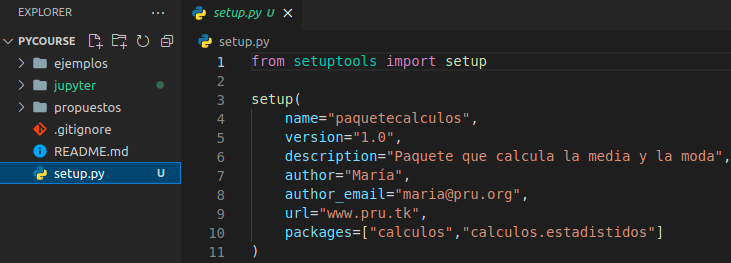 EXPLORER ...
PYCOURSE
ejemplos
jupyter
propuestos
.gitignore
README.md
setup.py U
setup.py U
setup.py
1 from setuptools import setup
2
3 setup(
4 name="paquetecalculos",
5 version="1.0",
6 description="Paquete que calcula la media y la moda",
7 author="María",
8 author_email="maria@pru.org",
9 url="www.pru.tk",
10 packages=["calculos","calculos.estadistidos"]
11 )